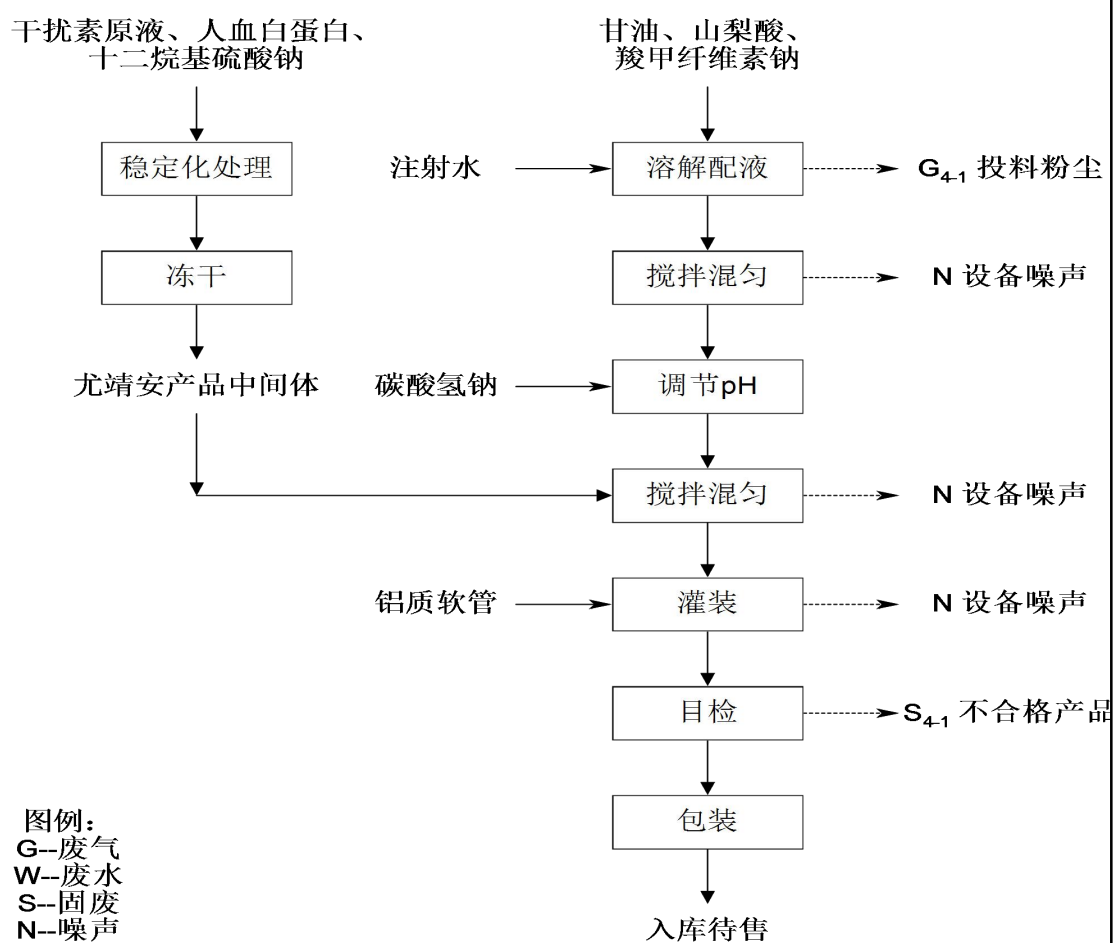 干扰素原液、人血白蛋白、
十二烷基硫酸钠
甘油、山梨酸、
羧甲纤维素钠
稳定化处理
注射水
溶解配液
G4-1 投料粉尘
冻干
搅拌混匀
N 设备噪声
尤靖安产品中间体
碳酸氢钠
调节pH
搅拌混匀
N 设备噪声
铝质软管
灌装
N 设备噪声
目检
S4-1 不合格产品
包装
图例：
G--废气
W--废水
S--固废
N--噪声
入库待售